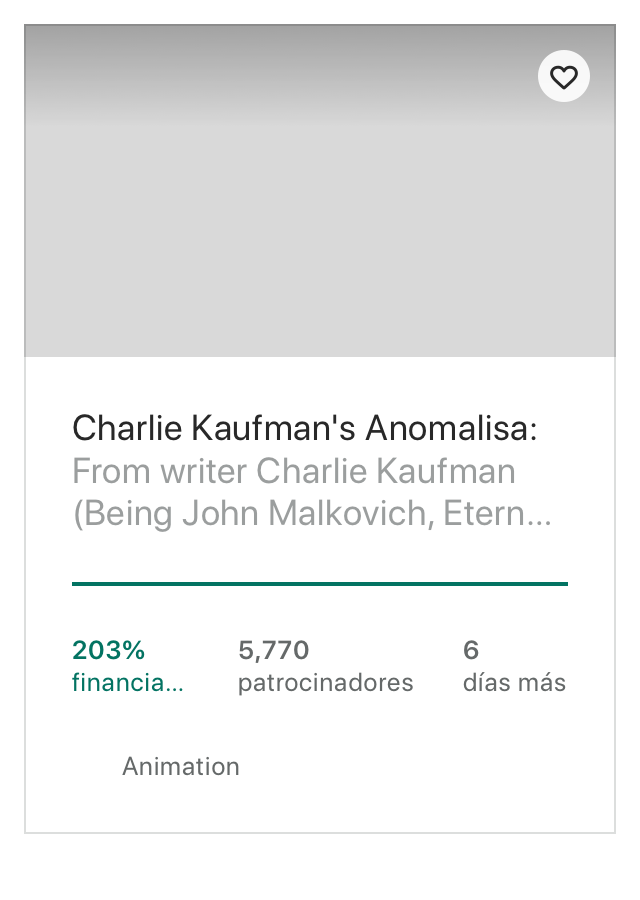 Charlie Kaufman's Anomalisa:
From writer Charlie Kaufman
(Being John Malkovich, Etern...
203%
financia...
5,770
patrocinadores
6
días más
Animation